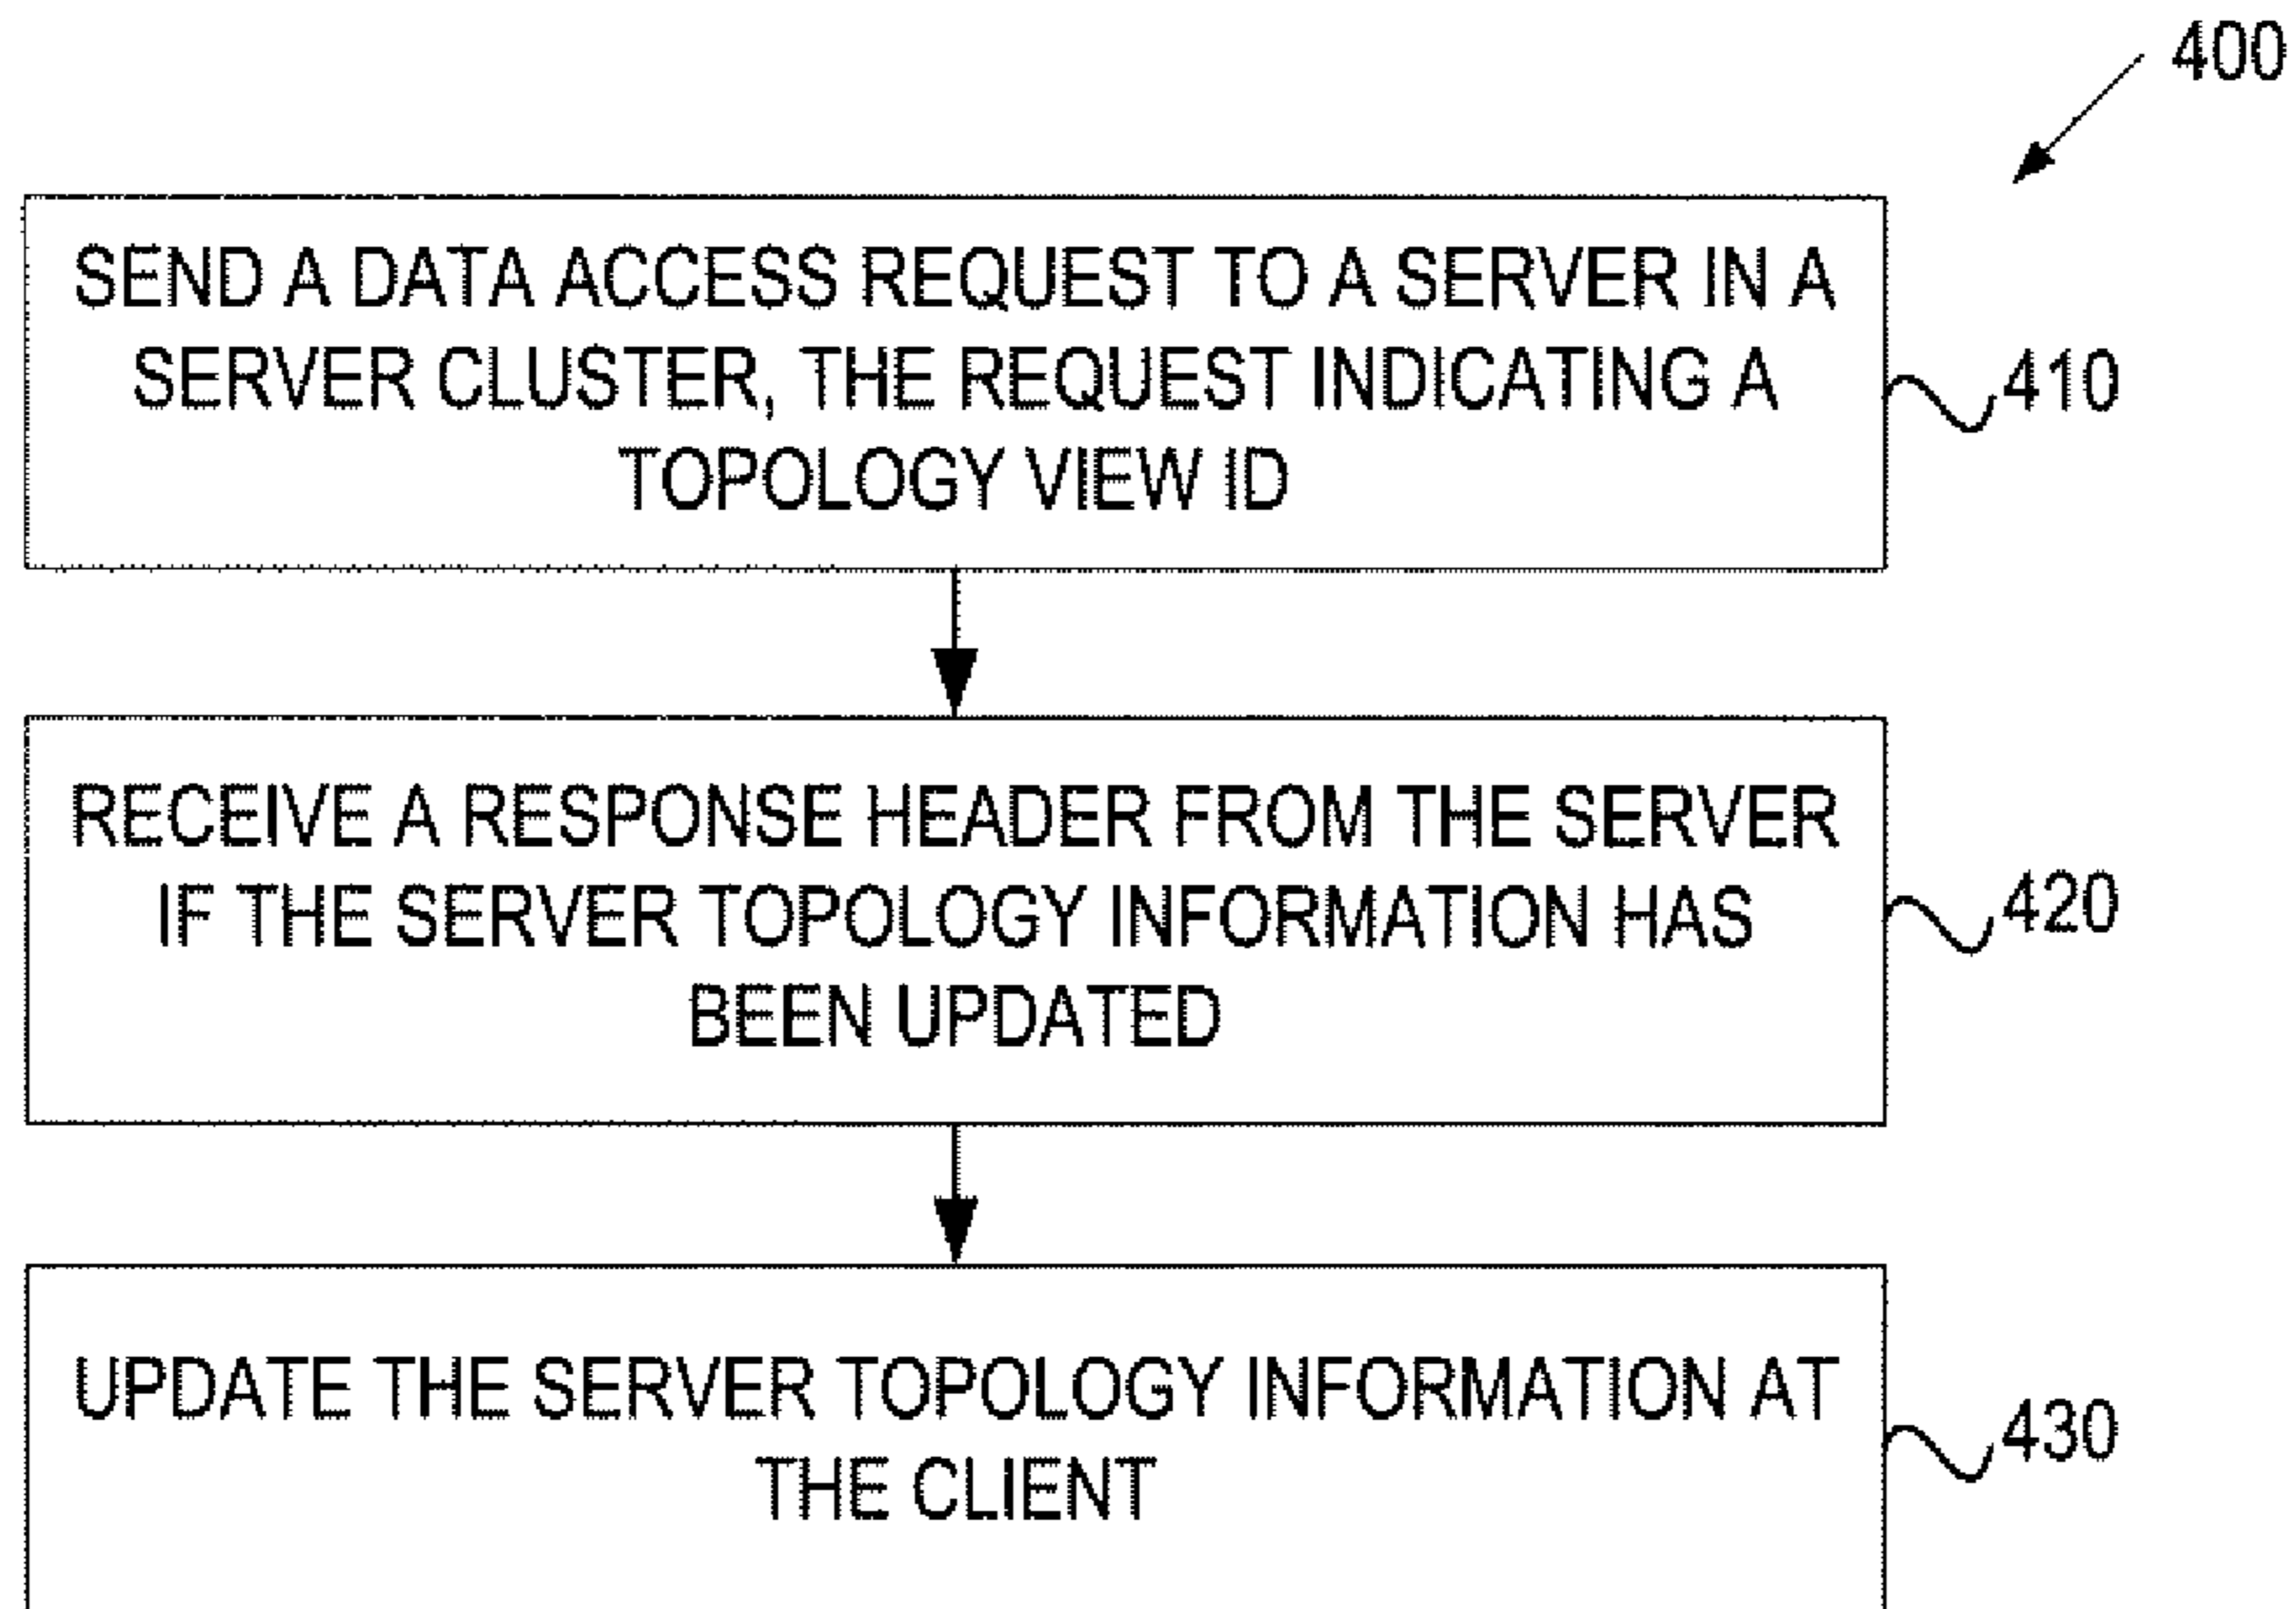 400
SEND A DATA ACCESS REQUEST TO A SERVER IN A
SERVER CLUSTER, THE REQUEST INDICATING A
TOPOLOGY VIEW ID
410
RECEIVE A RESPONSE HEADER FROM THE SERVER
IF THE SERVER TOPOLOGY INFORMATION HAS
BEEN UPDATED
420
UPDATE THE SERVER TOPOLOGY INFORMATION AT
THE CLIENT
430